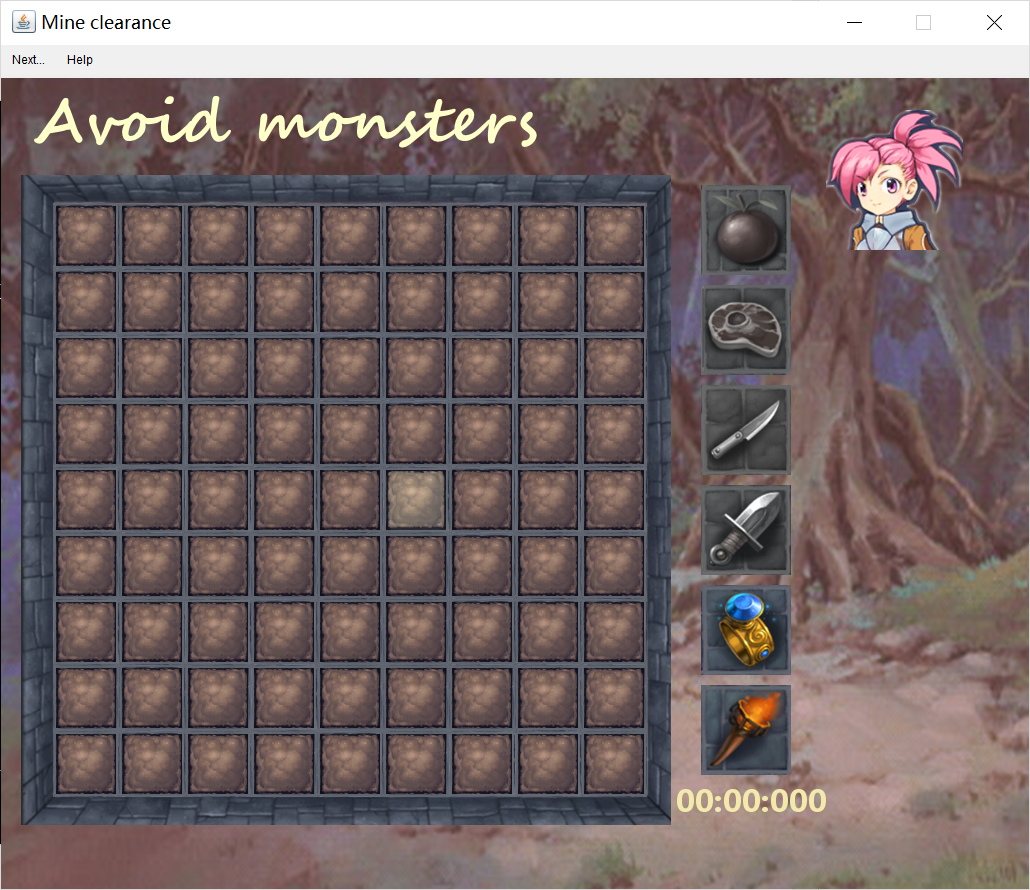 Mine clearance
Next... Help
Avoid monsters
00:00:000